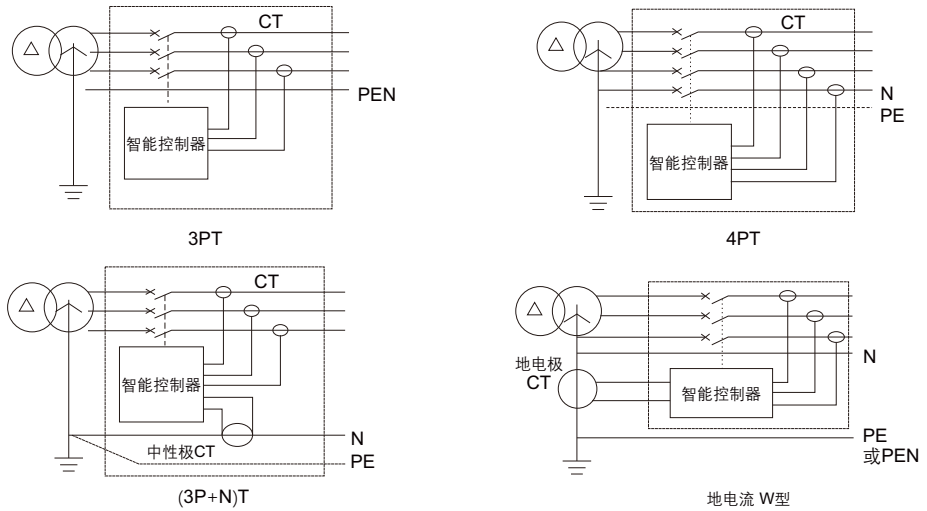 CT
PEN
智能控制器
3PT
CT
N
PE
智能控制器
4PT
CT
智能控制器
N
中性极CT
PE
(3P+N)T
N
地电极
CT
智能控制器
PE
或PEN
地电流 W型